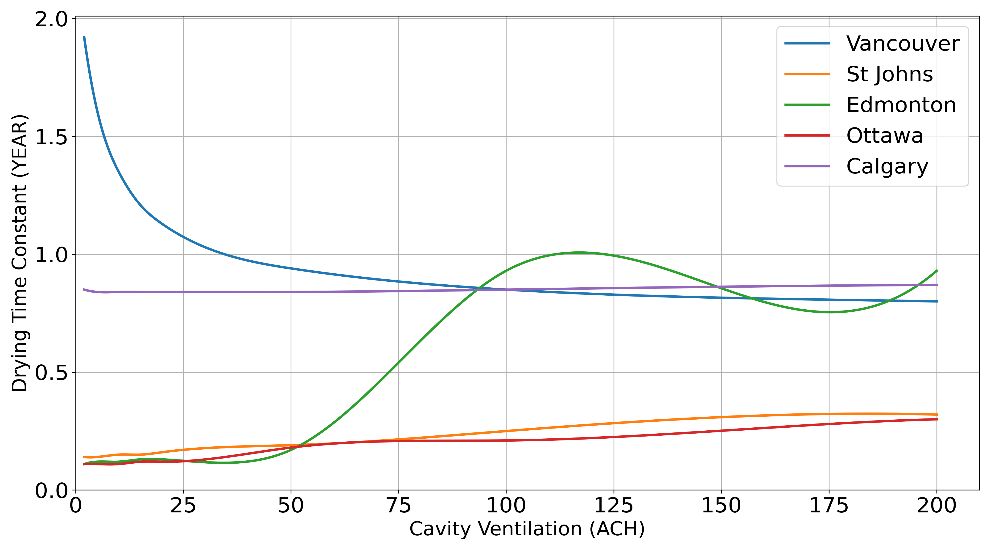 2.0
1.5
1.0
0.5
0.0
Drying Time Constant (YEAR)
Vancouver
St Johns
Edmonton
Ottawa
Calgary
0 25 50 75 100 125 150 175 200
Cavity Ventilation (ACH)